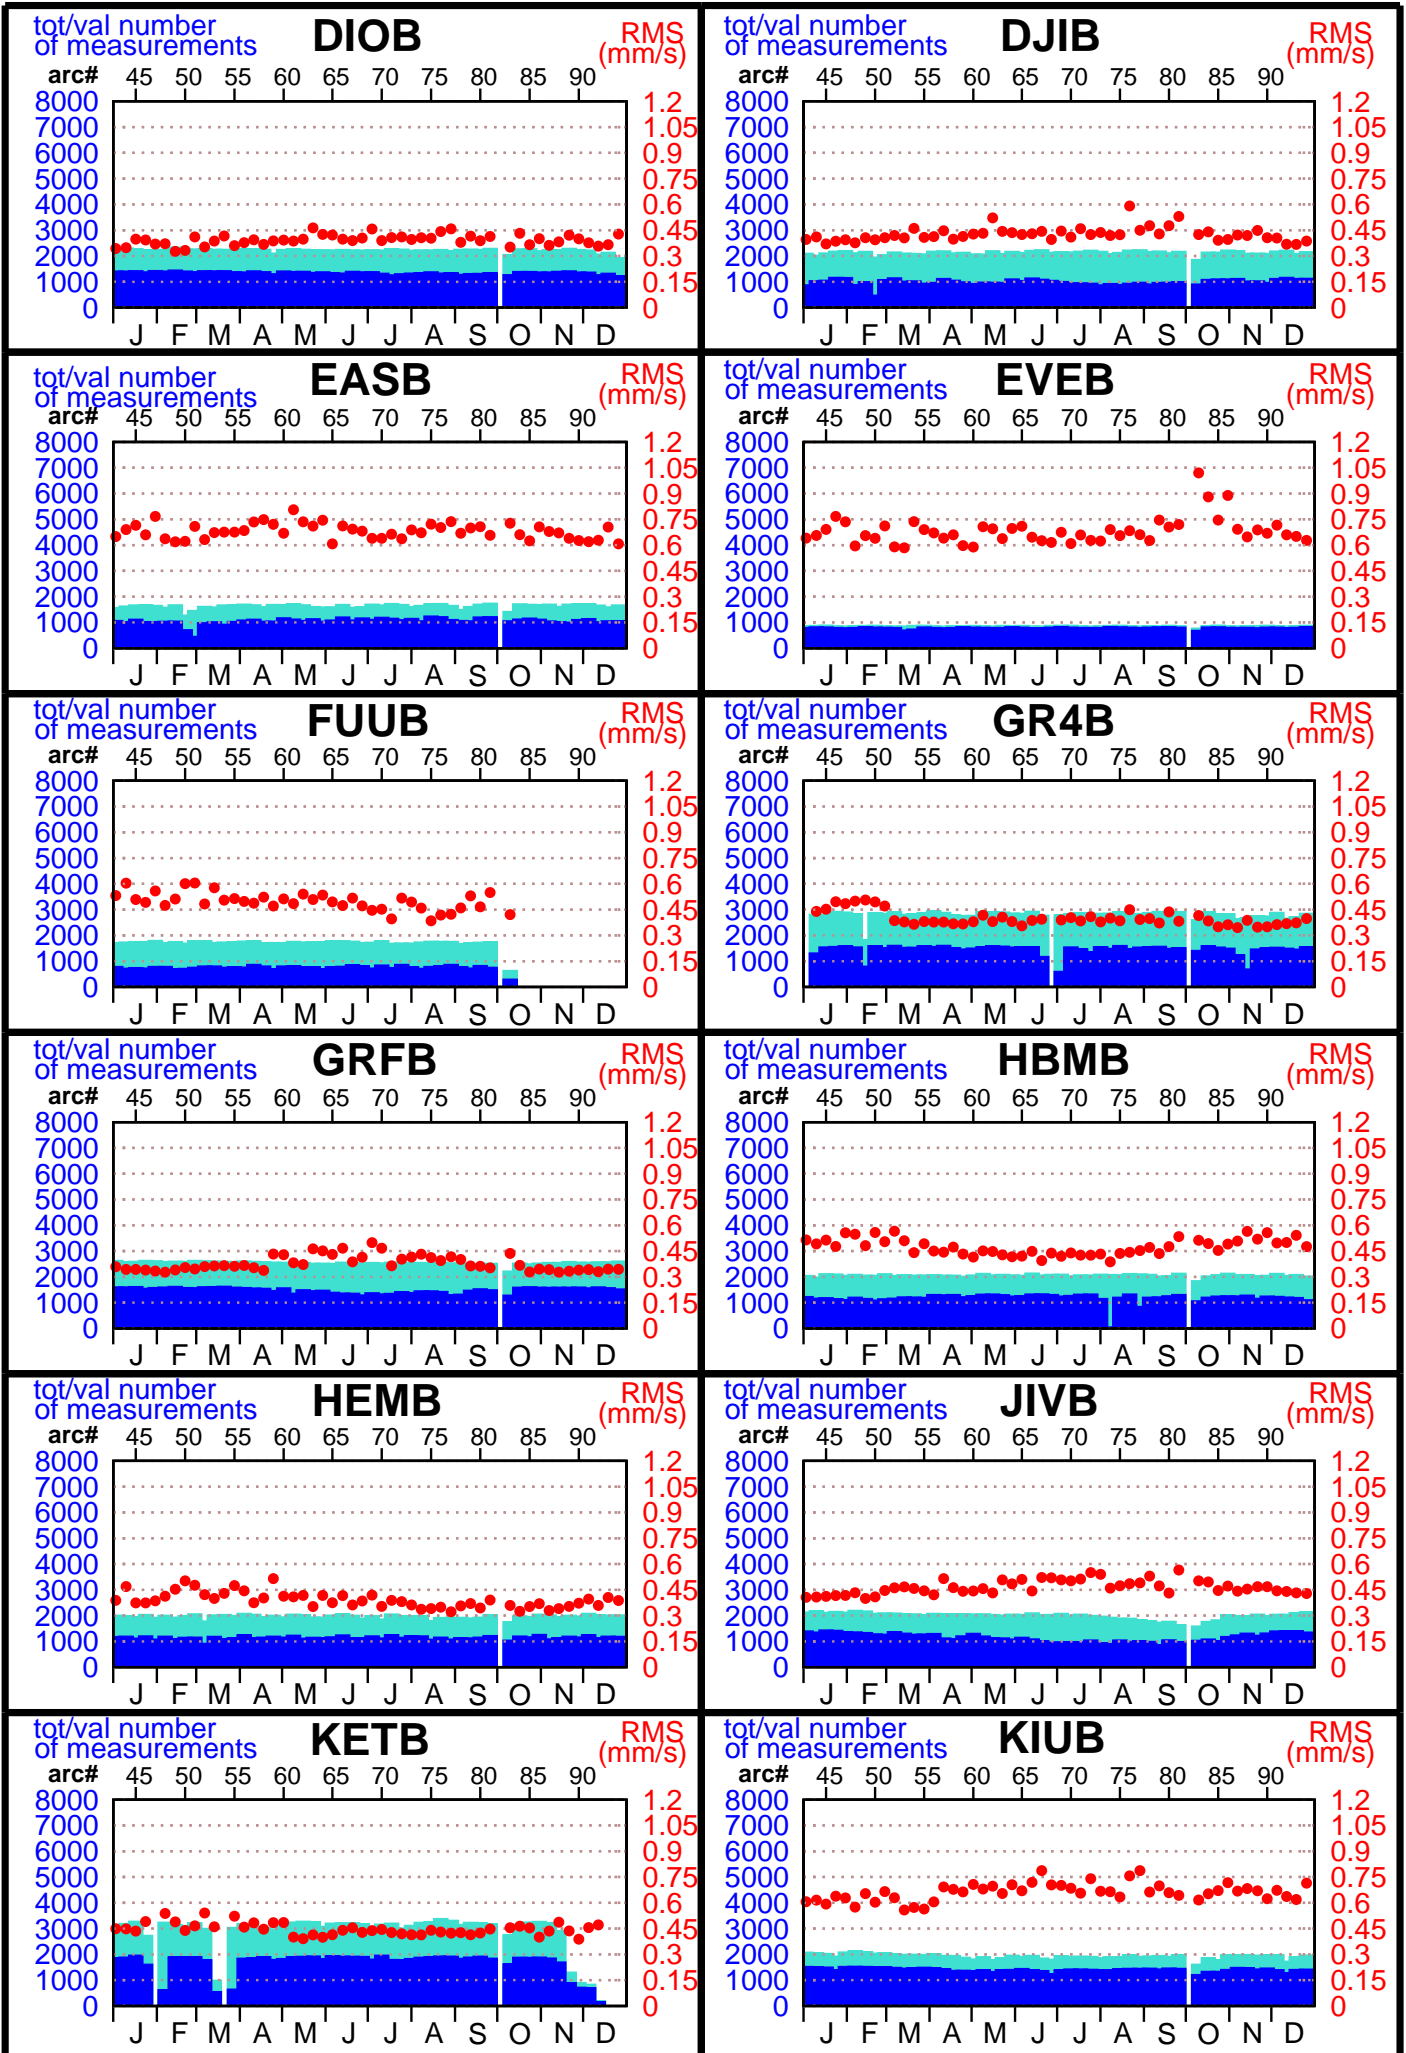 tot/val number
of measurements
DIOB
RMS
(mm/s)
arc# 45 50 55 60 65 70 75 80 85 90
8000 1.2
7000 1.05
6000 0.9
5000 0.75
4000 0.6
3000 0.45
2000 0.3
1000 0.15
0 0
J F M A M J J A S O N D
tot/val number
of measurements
DJIB
RMS
(mm/s)
arc# 45 50 55 60 65 70 75 80 85 90
8000 1.2
7000 1.05
6000 0.9
5000 0.75
4000 0.6
3000 0.45
2000 0.3
1000 0.15
0 0
J F M A M J J A S O N D
tot/val number
of measurements
EASB
RMS
(mm/s)
arc# 45 50 55 60 65 70 75 80 85 90
8000 1.2
7000 1.05
6000 0.9
5000 0.75
4000 0.6
3000 0.45
2000 0.3
1000 0.15
0 0
J F M A M J J A S O N D
tot/val number
of measurements
EVEB
RMS
(mm/s)
arc# 45 50 55 60 65 70 75 80 85 90
8000 1.2
7000 1.05
6000 0.9
5000 0.75
4000 0.6
3000 0.45
2000 0.3
1000 0.15
0 0
J F M A M J J A S O N D
tot/val number
of measurements
FUUB
RMS
(mm/s)
arc# 45 50 55 60 65 70 75 80 85 90
8000 1.2
7000 1.05
6000 0.9
5000 0.75
4000 0.6
3000 0.45
2000 0.3
1000 0.15
0 0
J F M A M J J A S O N D
tot/val number
of measurements
GR4B
RMS
(mm/s)
arc# 45 50 55 60 65 70 75 80 85 90
8000 1.2
7000 1.05
6000 0.9
5000 0.75
4000 0.6
3000 0.45
2000 0.3
1000 0.15
0 0
J F M A M J J A S O N D
tot/val number
of measurements
GRFB
RMS
(mm/s)
arc# 45 50 55 60 65 70 75 80 85 90
8000 1.2
7000 1.05
6000 0.9
5000 0.75
4000 0.6
3000 0.45
2000 0.3
1000 0.15
0 0
J F M A M J J A S O N D
tot/val number
of measurements
HBMB
RMS
(mm/s)
arc# 45 50 55 60 65 70 75 80 85 90
8000 1.2
7000 1.05
6000 0.9
5000 0.75
4000 0.6
3000 0.45
2000 0.3
1000 0.15
0 0
J F M A M J J A S O N D
tot/val number
of measurements
HEMB
RMS
(mm/s)
arc# 45 50 55 60 65 70 75 80 85 90
8000 1.2
7000 1.05
6000 0.9
5000 0.75
4000 0.6
3000 0.45
2000 0.3
1000 0.15
0 0
J F M A M J J A S O N D
tot/val number
of measurements
JIVB
RMS
(mm/s)
arc# 45 50 55 60 65 70 75 80 85 90
8000 1.2
7000 1.05
6000 0.9
5000 0.75
4000 0.6
3000 0.45
2000 0.3
1000 0.15
0 0
J F M A M J J A S O N D
tot/val number
of measurements
KETB
RMS
(mm/s)
arc# 45 50 55 60 65 70 75 80 85 90
8000 1.2
7000 1.05
6000 0.9
5000 0.75
4000 0.6
3000 0.45
2000 0.3
1000 0.15
0 0
J F M A M J J A S O N D
tot/val number
of measurements
KIUB
RMS
(mm/s)
arc# 45 50 55 60 65 70 75 80 85 90
8000 1.2
7000 1.05
6000 0.9
5000 0.75
4000 0.6
3000 0.45
2000 0.3
1000 0.15
0 0
J F M A M J J A S O N D